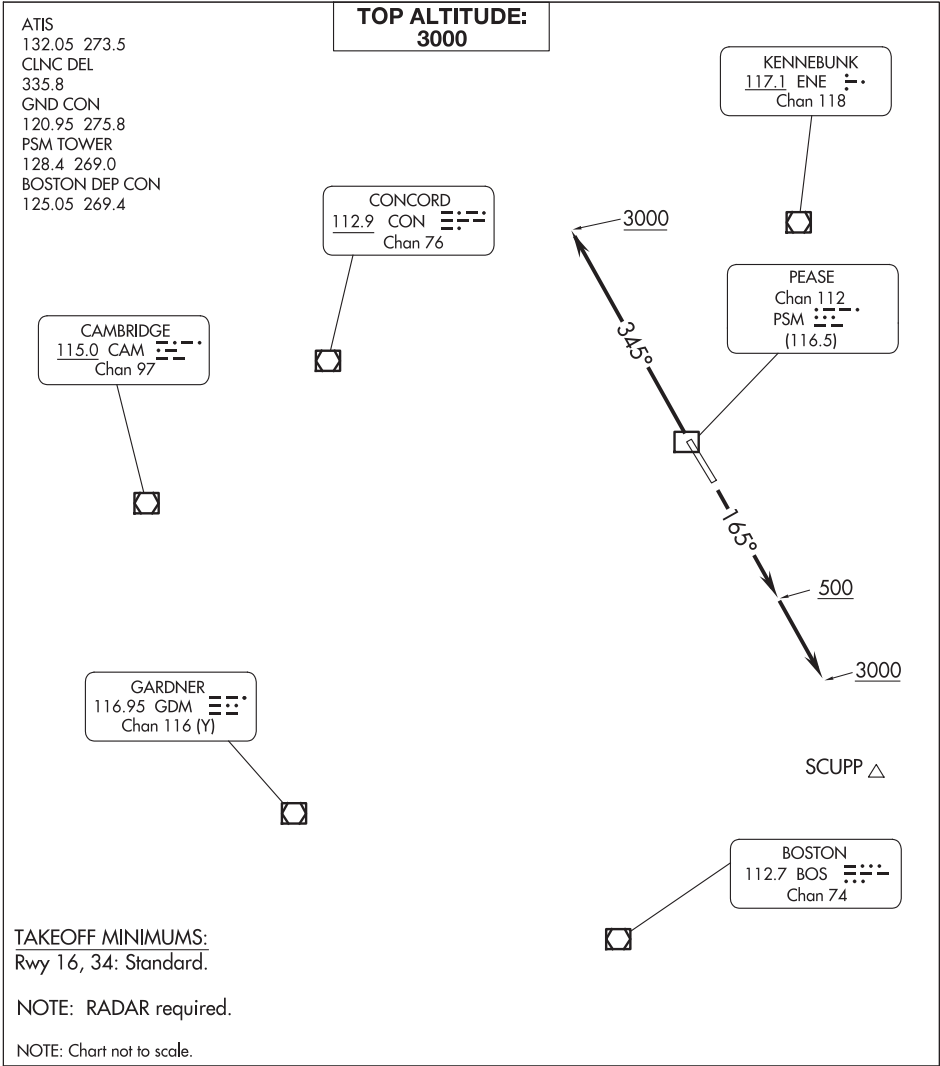 ATIS
132.05 273.5
CLNC DEL
335.8
GND CON
120.95 275.8
PSM TOWER
128.4 269.0
BOSTON DEP CON
125.05 269.4
TOP ALTITUDE:
3000
KENNEBUNK
117.1 ENE
Chan 118
CONCORD
112.9 CON
Chan 76
3000
PEASE
Chan 112
PSM
(116.5)
CAMBRIDGE
115.0 CAM
Chan 97
345°
165°
500
3000
GARDNER
116.95 GDM
Chan 116 (Y)
SCUPP
BOSTON
112.7 BOS
Chan 74
TAKEOFF MINIMUMS:
Rwy 16, 34: Standard.
NOTE: RADAR required.
NOTE: Chart not to scale.